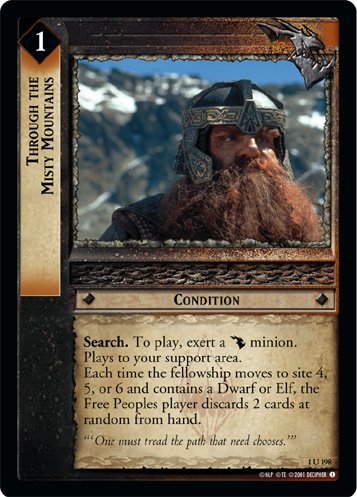 1
THROUGH THE
MISTY MOUNTAINS
CONDITION
Search. To play, exert a minion.
Plays to your support area.
Each time the fellowship moves to site 4,
5, or 6 and contains a Dwarf or Elf, the
Free Peoples player discards 2 cards at
random from hand.
“‘One must tread the path that need chooses.’”
1 U 198
©NLP ©TE ©2001 DECIPHER 1